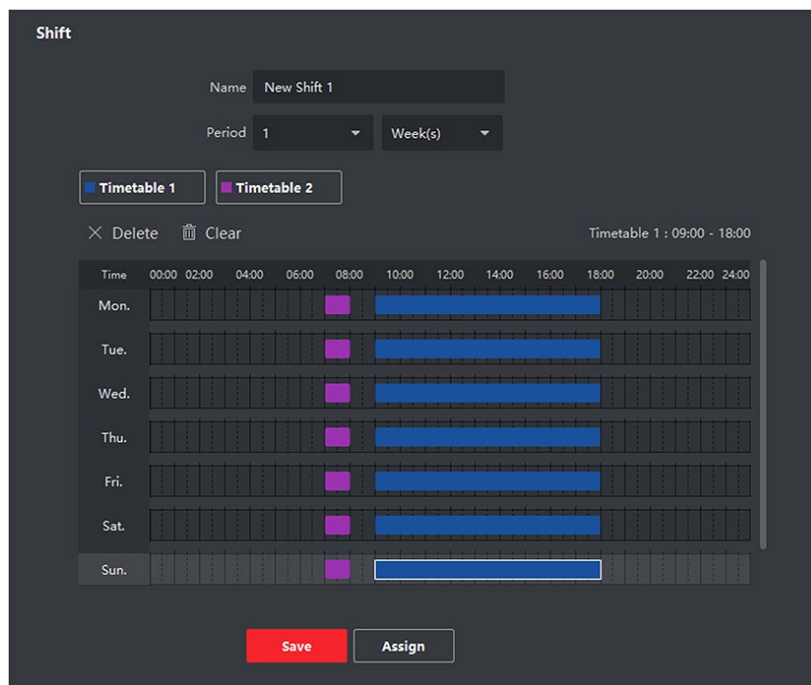 Shift
Name New Shift 1
Period 1 Week(s)
Timetable 1 Timetable 2
Delete Clear Timetable 1 : 09:00 - 18:00
Time 00:00 02:00 04:00 06:00 08:00 10:00 12:00 14:00 16:00 18:00 20:00 22:00 24:00
Mon.
Tue.
Wed.
Thu.
Fri.
Sat.
Sun.
Save Assign